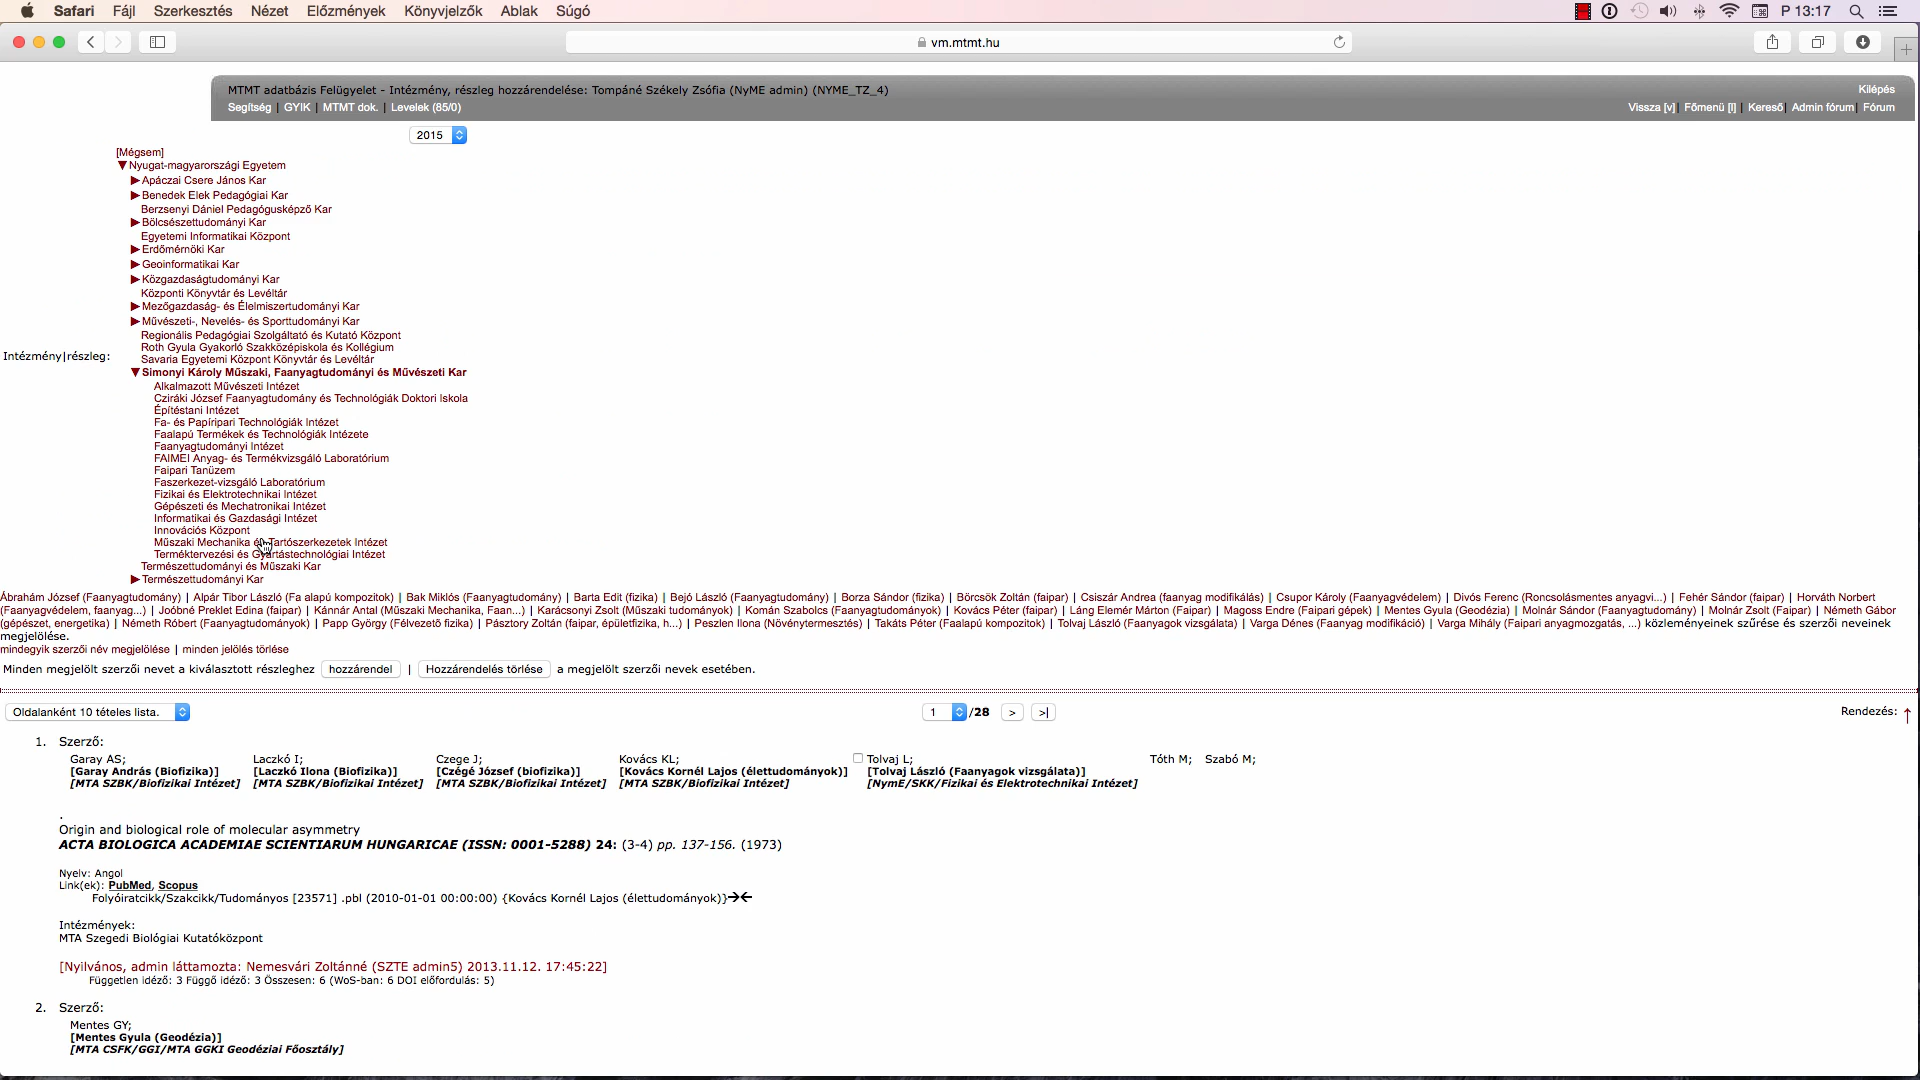 Safari Fájl Szerkesztés Nézet Előzmények Könyvjelzők Ablak Súgó P 13:17
vm.mtmt.hu
MTMT adatbázis Felügyelet - Intézmény, részleg hozzárendelése: Tompáné Székely Zsófia (NyME admin) (NYME_TZ_4) Kilépés
Segítség | GYIK | MTMT dok. | Levelek (85/0) Vissza [v] | Főmenü [l] | Kereső | Admin fórum | Fórum
2015
[Mégsem]
Nyugat-magyarországi Egyetem
Apáczai Csere János Kar
Benedek Elek Pedagógiai Kar
Berzsenyi Dániel Pedagógusképző Kar
Bölcsészettudományi Kar
Egyetemi Informatikai Központ
Erdőmérnöki Kar
Geoinformatikai Kar
Közgazdaságtudományi Kar
Központi Könyvtár és Levéltár
Mezőgazdaság- és Élelmiszertudományi Kar
Művészeti-, Nevelés- és Sporttudományi Kar
Regionális Pedagógiai Szolgáltató és Kutató Központ
Roth Gyula Gyakorló Szakközépiskola és Kollégium
Intézmény|részleg:
Savaria Egyetemi Központ Könyvtár és Levéltár
Simonyi Károly Műszaki, Faanyagtudományi és Művészeti Kar
Alkalmazott Művészeti Intézet
Cziráki József Faanyagtudomány és Technológiák Doktori Iskola
Építéstani Intézet
Fa- és Papíripari Technológiák Intézet
Faalapú Termékek és Technológiák Intézete
Faanyagtudományi Intézet
FAIMEI Anyag- és Termékvizsgáló Laboratórium
Faipari Tanüzem
Faszerkezet-vizsgáló Laboratórium
Fizikai és Elektrotechnikai Intézet
Gépészeti és Mechatronikai Intézet
Informatikai és Gazdasági Intézet
Innovációs Központ
Műszaki Mechanika és Tartószerkezetek Intézet
Terméktervezési és Gyártástechnológiai Intézet
Természettudományi és Műszaki Kar
Természettudományi Kar
Ábrahám József (Faanyagtudomány) | Alpár Tibor László (Fa alapú kompozitok) | Bak Miklós (Faanyagtudomány) | Barta Edit (fizika) | Bejó László (Faanyagtudomány) | Borza Sándor (fizika) | Börcsök Zoltán (faipar) | Csiszár Andrea (faanyag modifikálás) | Csupor Károly (Faanyagvédelem) | Divós Ferenc (Roncsolásmentes anyagvi...) | Fehér Sándor (faipar) | Horváth Norbert
(Faanyagvédelem, faanyag...) | Joóbné Preklet Edina (faipar) | Kánnár Antal (Műszaki Mechanika, Faan...) | Karácsonyi Zsolt (Műszaki tudományok) | Komán Szabolcs (Faanyagtudományok) | Kovács Péter (faipar) | Láng Elemér Márton (Faipar) | Magoss Endre (Faipari gépek) | Mentes Gyula (Geodézia) | Molnár Sándor (Faanyagtudomány) | Molnár Zsolt (Faipar) | Németh Gábor
(gépészet, energetika) | Németh Róbert (Faanyagtudományok) | Papp György (Félvezető fizika) | Pásztory Zoltán (faipar, épületfizika, h...) | Peszlen Ilona (Növénytermesztés) | Takáts Péter (Faalapú kompozitok) | Tolvaj László (Faanyagok vizsgálata) | Varga Dénes (Faanyag modifikáció) | Varga Mihály (Faipari anyagmozgatás, ...) közleményeinek szűrése és szerzői neveinek
megjelölése.
mindegyik szerzői név megjelölése | minden jelölés törlése
Minden megjelölt szerzői nevet a kiválasztott részleghez hozzárendel | Hozzárendelés törlése a megjelölt szerzői nevek esetében.
Oldalanként 10 tételes lista. 1 /28 > >| Rendezés: ↑
1. Szerző:
Garay AS; Laczkó I; Czege J; Kovács KL; Tolvaj L; Tóth M; Szabó M;
[Garay András (Biofizika)] [Laczkó Ilona (Biofizika)] [Czégé József (biofizika)] [Kovács Kornél Lajos (élettudományok)] [Tolvaj László (Faanyagok vizsgálata)]
[MTA SZBK/Biofizikai Intézet] [MTA SZBK/Biofizikai Intézet] [MTA SZBK/Biofizikai Intézet] [MTA SZBK/Biofizikai Intézet] [NymE/SKK/Fizikai és Elektrotechnikai Intézet]
.
Origin and biological role of molecular asymmetry
ACTA BIOLOGICA ACADEMIAE SCIENTIARUM HUNGARICAE (ISSN: 0001-5288) 24: (3-4) pp. 137-156. (1973)
Nyelv: Angol
Link(ek): PubMed, Scopus
Folyóiratcikk/Szakcikk/Tudományos [23571] .pbl (2010-01-01 00:00:00) {Kovács Kornél Lajos (élettudományok)}
Intézmények:
MTA Szegedi Biológiai Kutatóközpont
[Nyilvános, admin láttamozta: Nemesvári Zoltánné (SZTE admin5) 2013.11.12. 17:45:22]
Független idéző: 3 Függő idéző: 3 Összesen: 6 (WoS-ban: 6 DOI előfordulás: 5)
2. Szerző:
Mentes GY;
[Mentes Gyula (Geodézia)]
[MTA CSFK/GGI/MTA GGKI Geodéziai Főosztály]